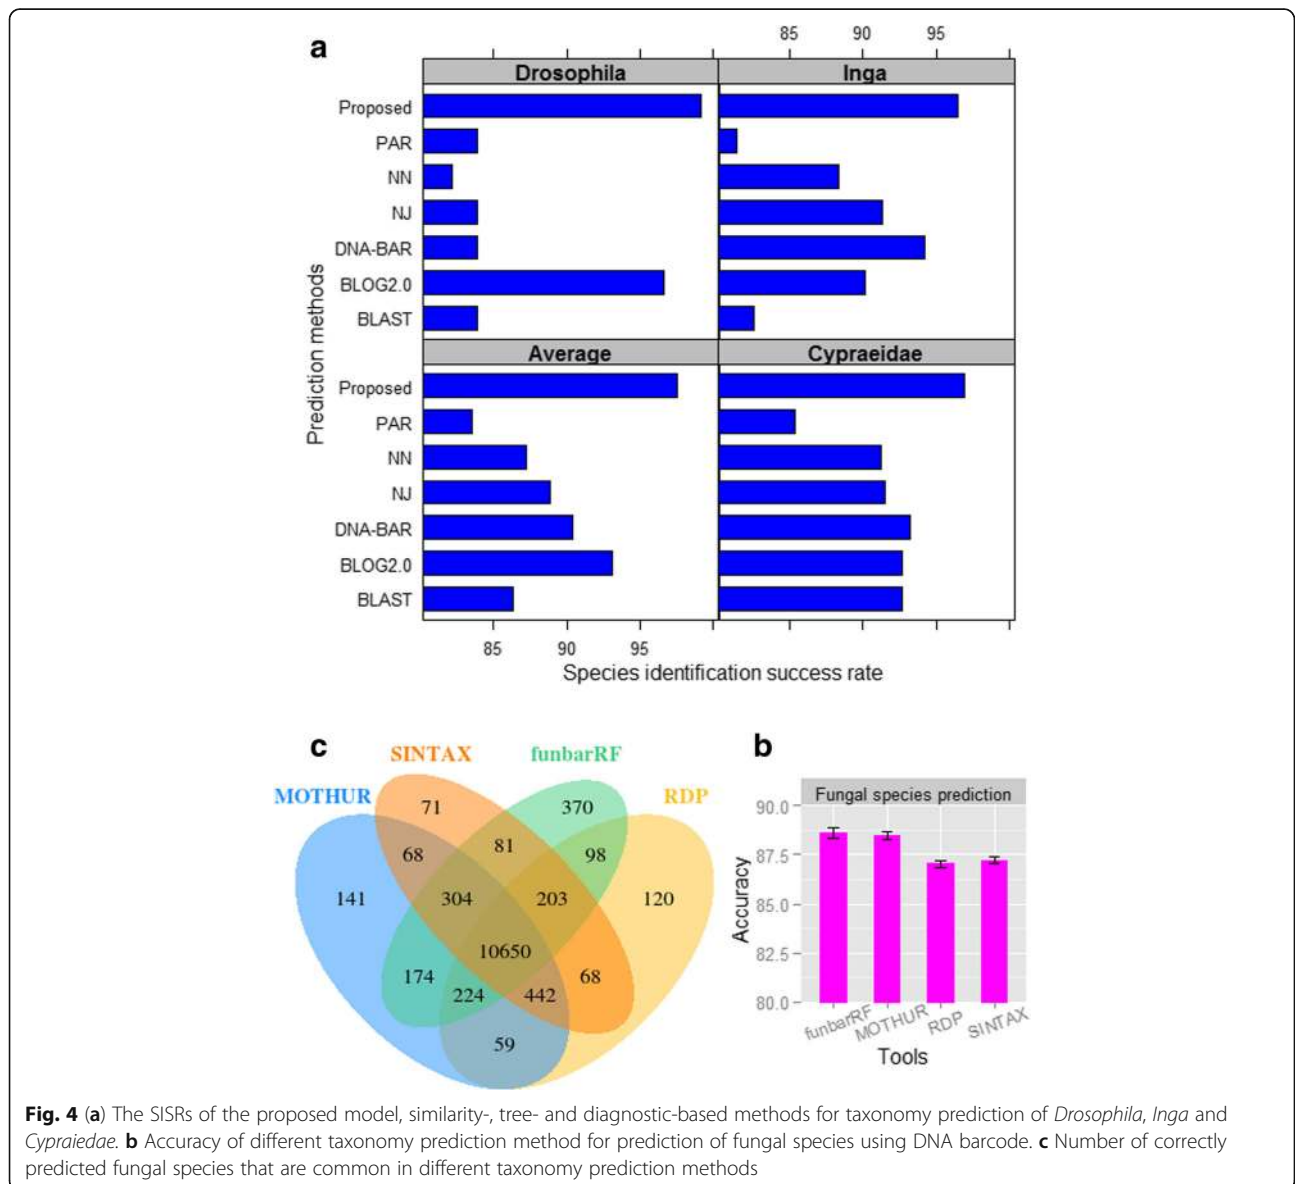 a
85 90 95
Drosophila Inga
Proposed
PAR
NN
NJ
DNA-BAR
BLOG2.0
BLAST
Average Cypraeidae
Proposed
PAR
NN
NJ
DNA-BAR
BLOG2.0
BLAST
Prediction methods
85 90 95
Species identification success rate
c
SINTAX
funbarRF
MOTHUR
RDP
71
370
68
81
98
141
304
203
120
10650
174
224
442
68
59
b
Fungal species prediction
90.0
87.5
85.0
82.5
80.0
Accuracy
funbarRF
MOTHUR
RDP
SINTAX
Tools
Fig. 4 (a) The SISRs of the proposed model, similarity-, tree- and diagnostic-based methods for taxonomy prediction of Drosophila, Inga and
Cypraiedae. b Accuracy of different taxonomy prediction method for prediction of fungal species using DNA barcode. c Number of correctly
predicted fungal species that are common in different taxonomy prediction methods